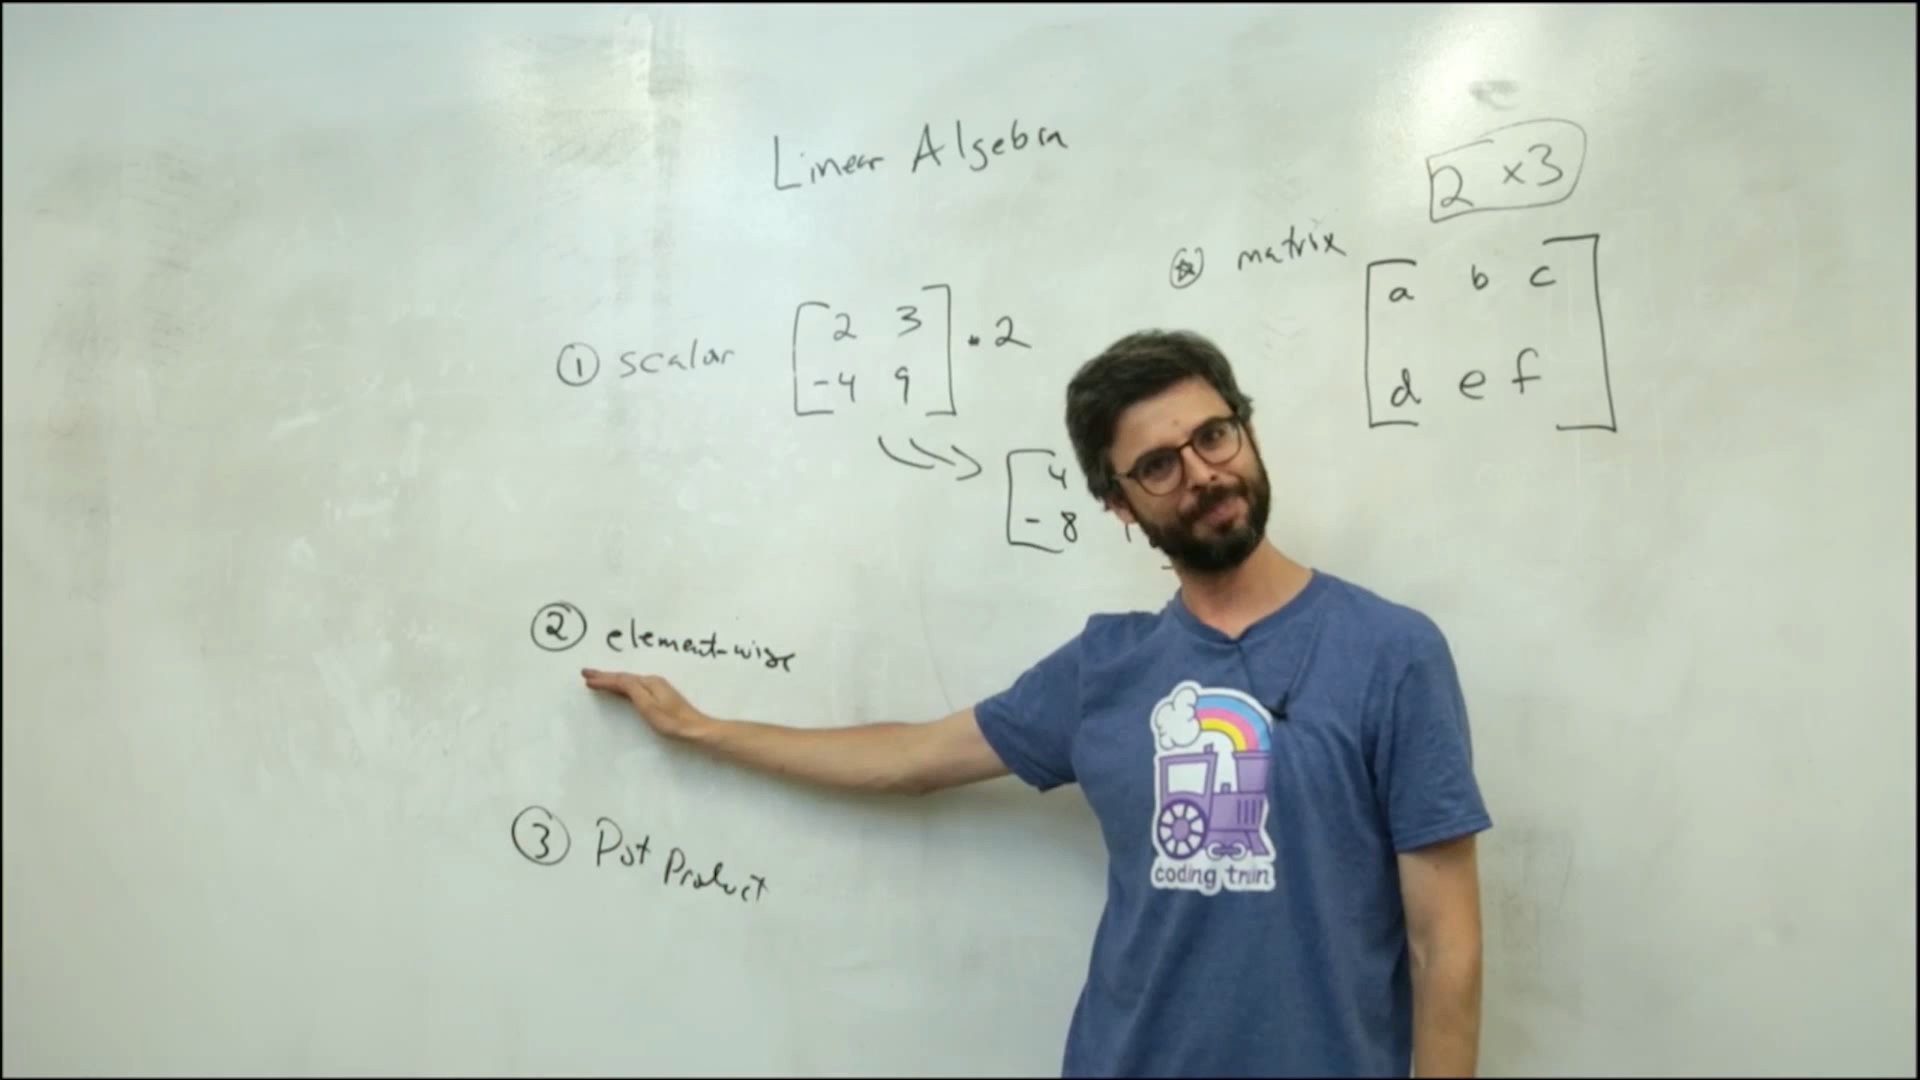 Linear Algebra
2 x3
matrix
a b c
d e f
① scalar
2 3
-4 9
• 2
4
- 8
② element-wise
③ Dot Product
coding train